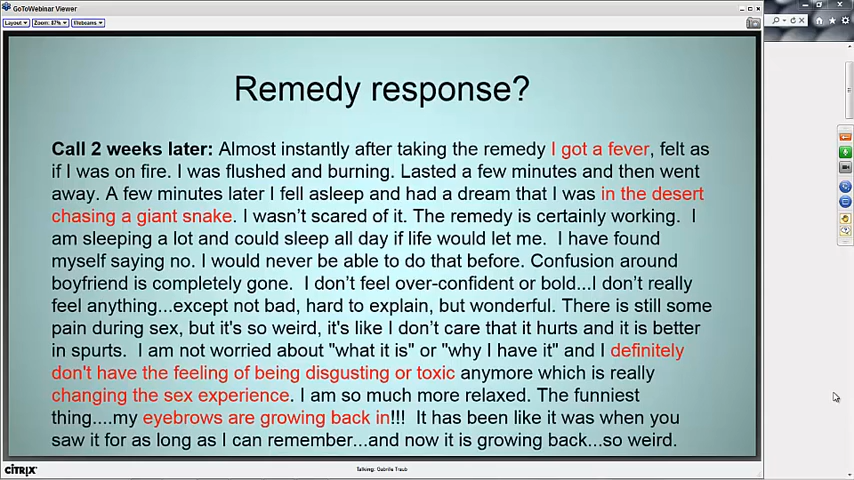 GoToWebinar Viewer
Layout Zoom: 87% Webcams
Remedy response?
Call 2 weeks later: Almost instantly after taking the remedy I got a fever, felt as
if I was on fire. I was flushed and burning. Lasted a few minutes and then went
away. A few minutes later I fell asleep and had a dream that I was in the desert
chasing a giant snake. I wasn't scared of it. The remedy is certainly working. I
am sleeping a lot and could sleep all day if life would let me. I have found
myself saying no. I would never be able to do that before. Confusion around
boyfriend is completely gone. I don't feel over-confident or bold...I don't really
feel anything...except not bad, hard to explain, but wonderful. There is still some
pain during sex, but it's so weird, it's like I don't care that it hurts and it is better
in spurts. I am not worried about "what it is" or "why I have it" and I definitely
don't have the feeling of being disgusting or toxic anymore which is really
changing the sex experience. I am so much more relaxed. The funniest
thing....my eyebrows are growing back in!!! It has been like it was when you
saw it for as long as I can remember...and now it is growing back...so weird.
CITRIX
Talking: Gabrielle Traub